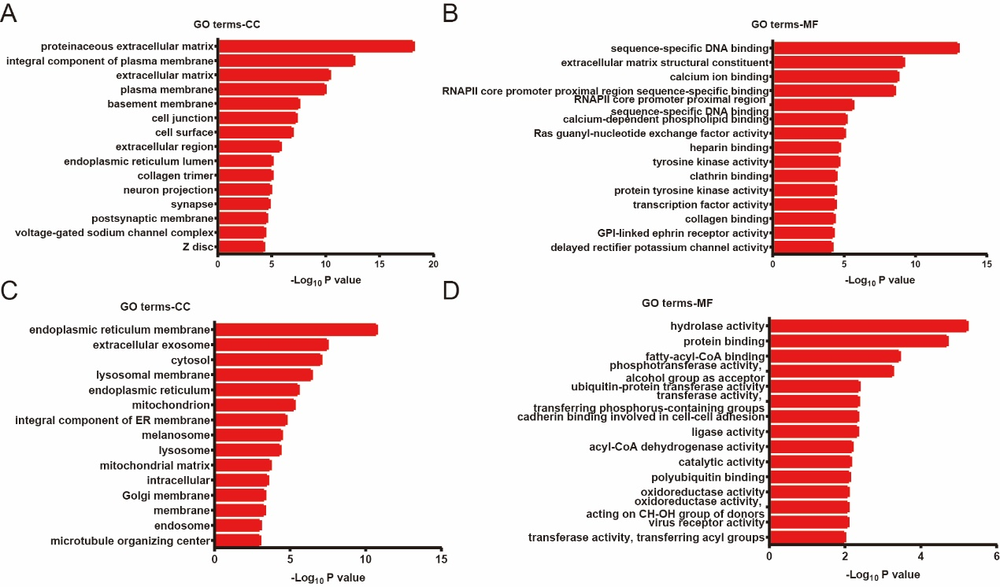 A
GO terms-CC
proteinaceous extracellular matrix
integral component of plasma membrane
extracellular matrix
plasma membrane
basement membrane
cell junction
cell surface
extracellular region
endoplasmic reticulum lumen
collagen trimer
neuron projection
synapse
postsynaptic membrane
voltage-gated sodium channel complex
Z disc
0 5 10 15 20
-Log10 P value
B
GO terms-MF
sequence-specific DNA binding
extracellular matrix structural constituent
calcium ion binding
RNAPII core promoter proximal region sequence-specific binding
RNAPII core promoter proximal region
sequence-specific DNA binding
calcium-dependent phospholipid binding
Ras guanyl-nucleotide exchange factor activity
heparin binding
tyrosine kinase activity
clathrin binding
protein tyrosine kinase activity
transcription factor activity
collagen binding
GPI-linked ephrin receptor activity
delayed rectifier potassium channel activity
0 5 10 15
-Log10 P value
C
GO terms-CC
endoplasmic reticulum membrane
extracellular exosome
cytosol
lysosomal membrane
endoplasmic reticulum
mitochondrion
integral component of ER membrane
melanosome
lysosome
mitochondrial matrix
intracellular
Golgi membrane
membrane
endosome
microtubule organizing center
0 5 10 15
-Log10 P value
D
GO terms-MF
hydrolase activity
protein binding
fatty-acyl-CoA binding
phosphotransferase activity,
alcohol group as acceptor
ubiquitin-protein transferase activity
transferase activity,
transferring phosphorus-containing groups
cadherin binding involved in cell-cell adhesion
ligase activity
acyl-CoA dehydrogenase activity
catalytic activity
polyubiquitin binding
oxidoreductase activity
oxidoreductase activity,
acting on CH-OH group of donors
virus receptor activity
transferase activity, transferring acyl groups
0 2 4 6
-Log10 P value